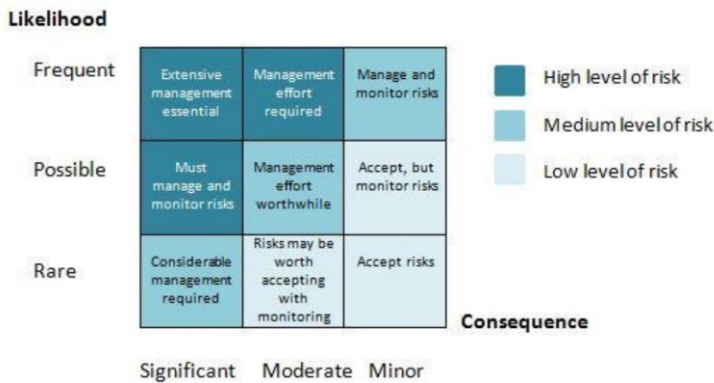 Likelihood
Frequent
Extensive
management
essential
Management
effort
required
Manage and
monitor risks
High level of risk
Medium level of risk
Low level of risk
Possible
Must
manage and
monitor risks
Management
effort
worthwhile
Accept, but
monitor risks
Rare
Considerable
management
required
Risks may be
worth
accepting
with
monitoring
Accept risks
Consequence
Significant Moderate Minor